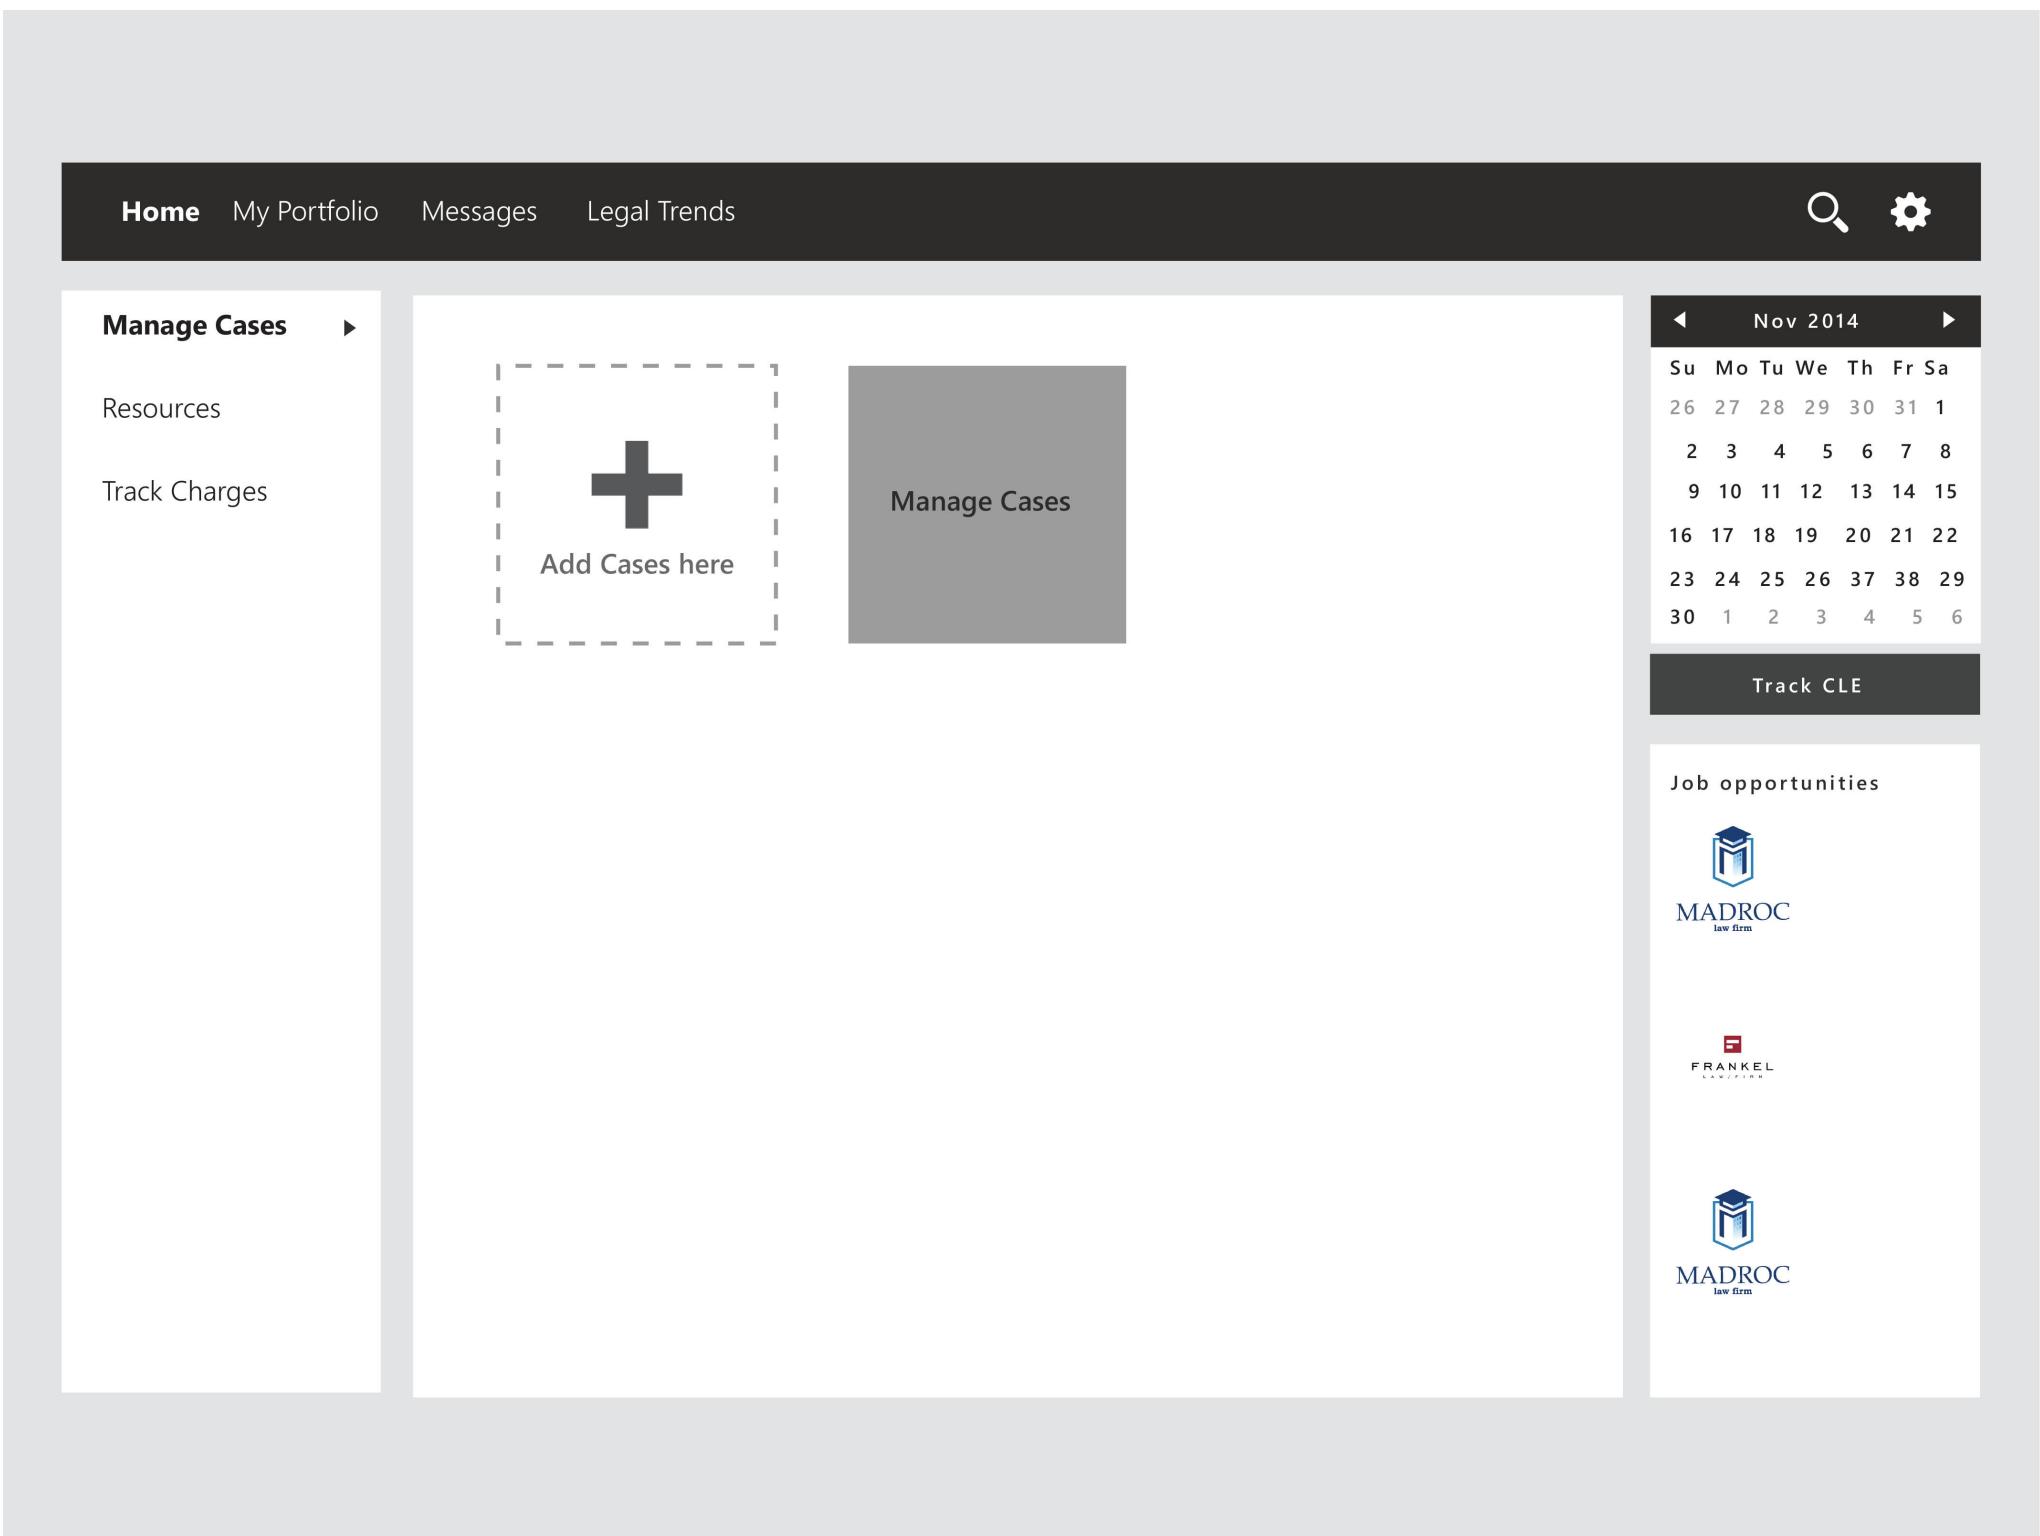 Home My Portfolio Messages Legal Trends
Manage Cases
Resources
Track Charges
Add Cases here
Manage Cases
Nov 2014
Su Mo Tu We Th Fr Sa
26 27 28 29 30 31 1
2 3 4 5 6 7 8
9 10 11 12 13 14 15
16 17 18 19 20 21 22
23 24 25 26 37 38 29
30 1 2 3 4 5 6
Track CLE
Job opportunities
MADROC
law firm
FRANKEL
LAW/FIRM
MADROC
law firm